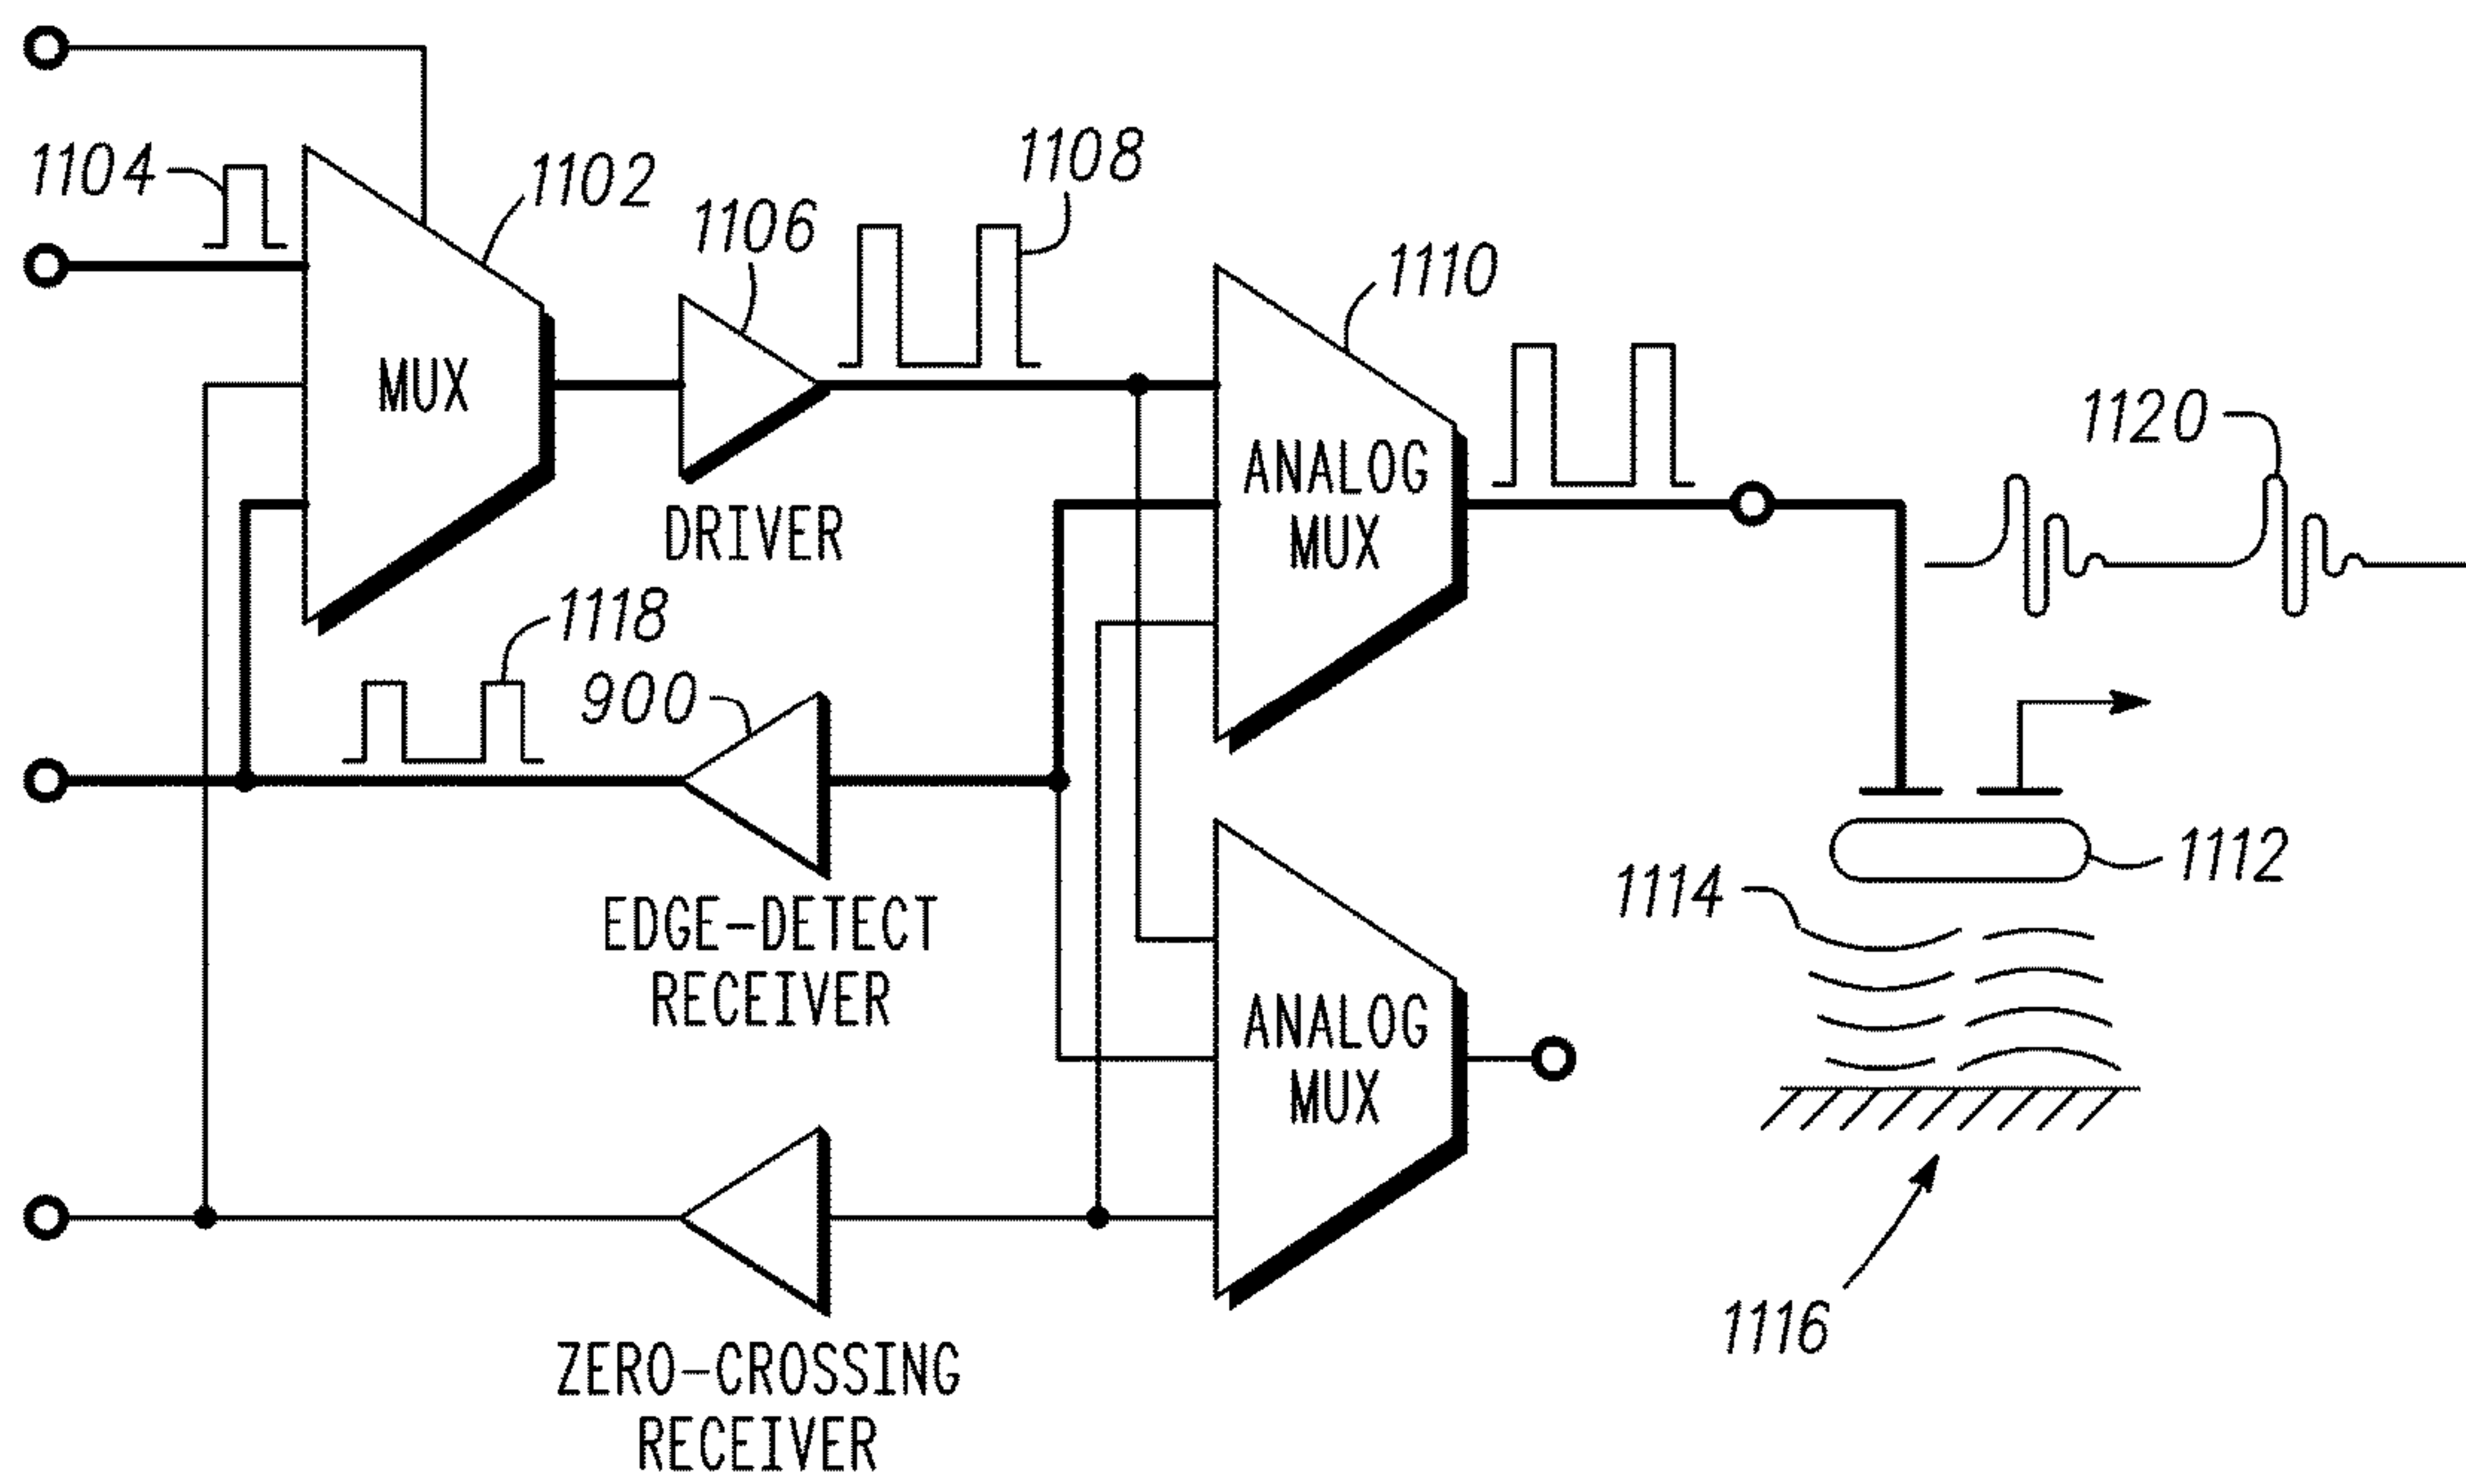 1104
1102
1106
1108
1110
1120
MUX
ANALOG
MUX
DRIVER
1118
900
EDGE-DETECT
RECEIVER
1112
1114
ANALOG
MUX
1116
ZERO-CROSSING
RECEIVER